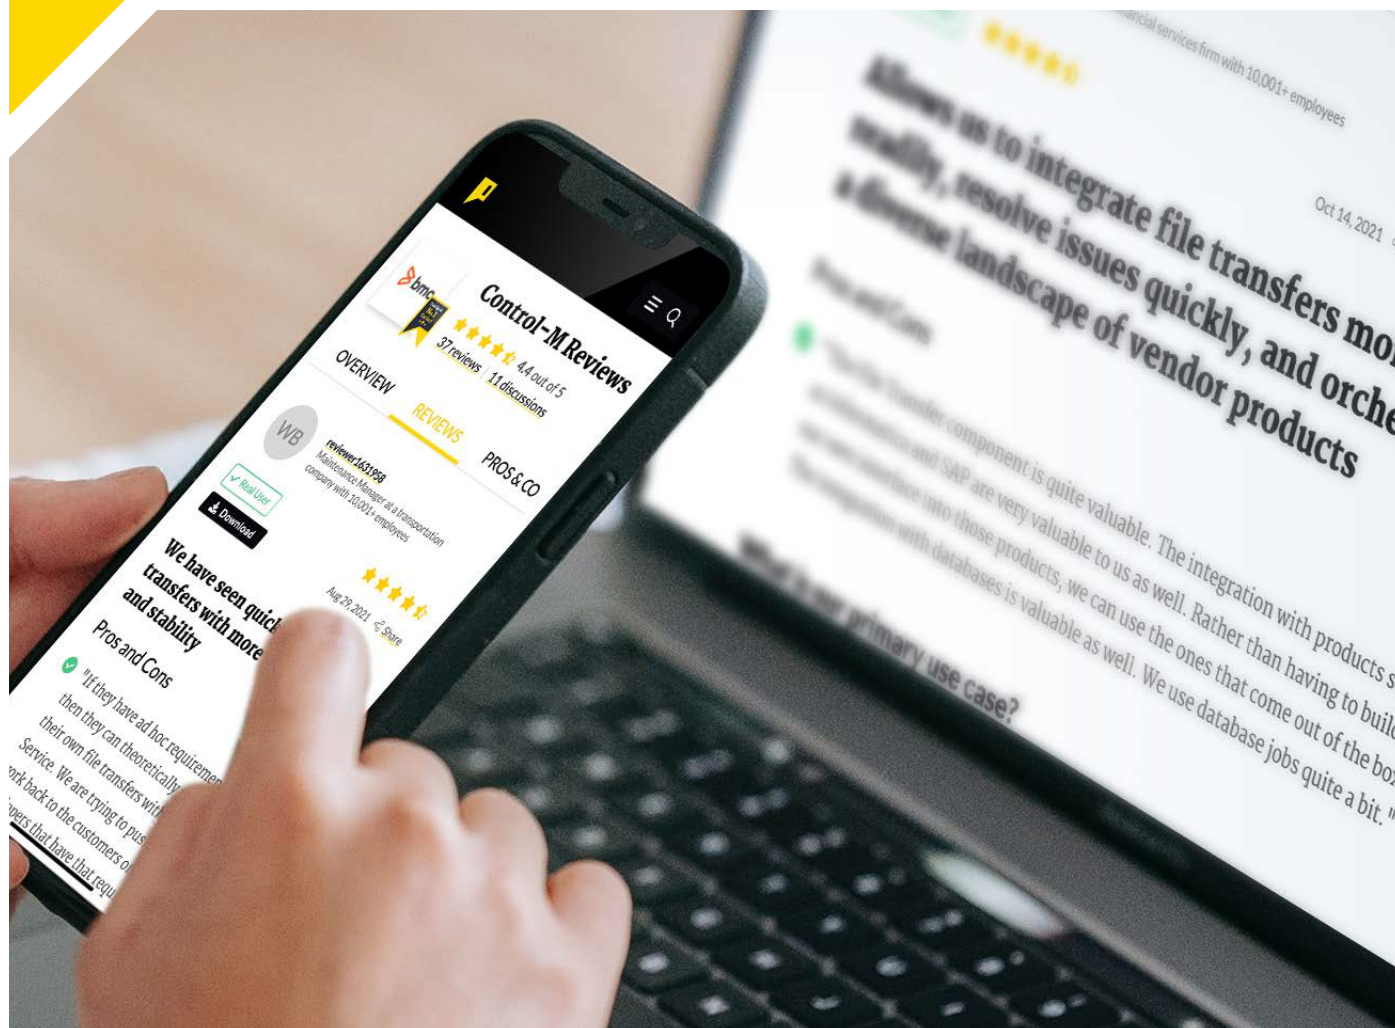 bmc
Control-M Reviews
4.4 out of 5
37 reviews
11 discussions
OVERVIEW
REVIEWS
PROS & CO
WB
reviewer1631958
Maintenance Manager at a transportation
company with 10,001+ employees
Real User
Download
Aug 29, 2021
Share
We have seen quick
transfers with more
and stability
Pros and Cons
"If they have ad hoc requiremen
then they can theoretically
their own file transfers with
Service. We are trying to pus
ork back to the customers o
pers that have that requ
financial services firm with 10,001+ employees
Oct 14, 2021
Allows us to integrate file transfers mo
readily, resolve issues quickly, and orche
a diverse landscape of vendor products
Pros and Cons
"The File Transfer component is quite valuable. The integration with products s
and SAP are very valuable to us as well. Rather than having to build
into those products, we can use the ones that come out of the box
with databases is valuable as well. We use database jobs quite a bit."
What is our primary use case?